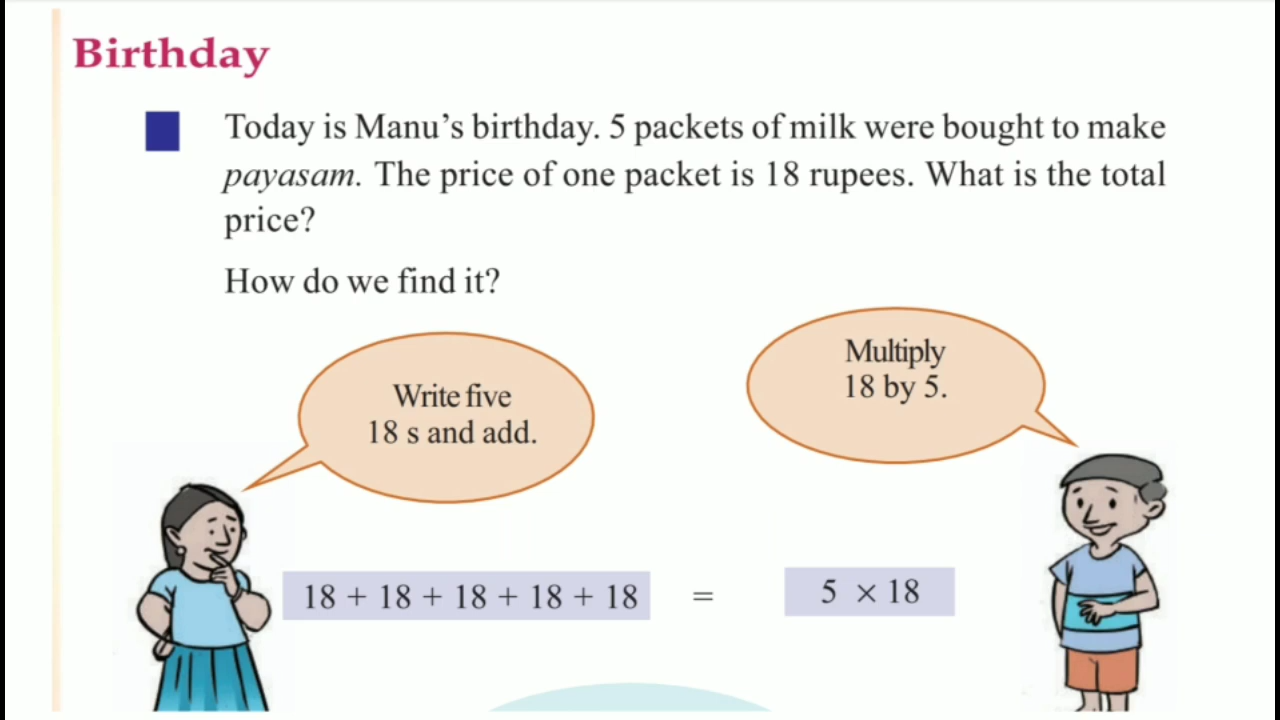 Birthday
Today is Manu's birthday. 5 packets of milk were bought to make
payasam. The price of one packet is 18 rupees. What is the total
price?
How do we find it?
Write five
18 s and add.
Multiply
18 by 5.
18 + 18 + 18 + 18 + 18 = 5 × 18